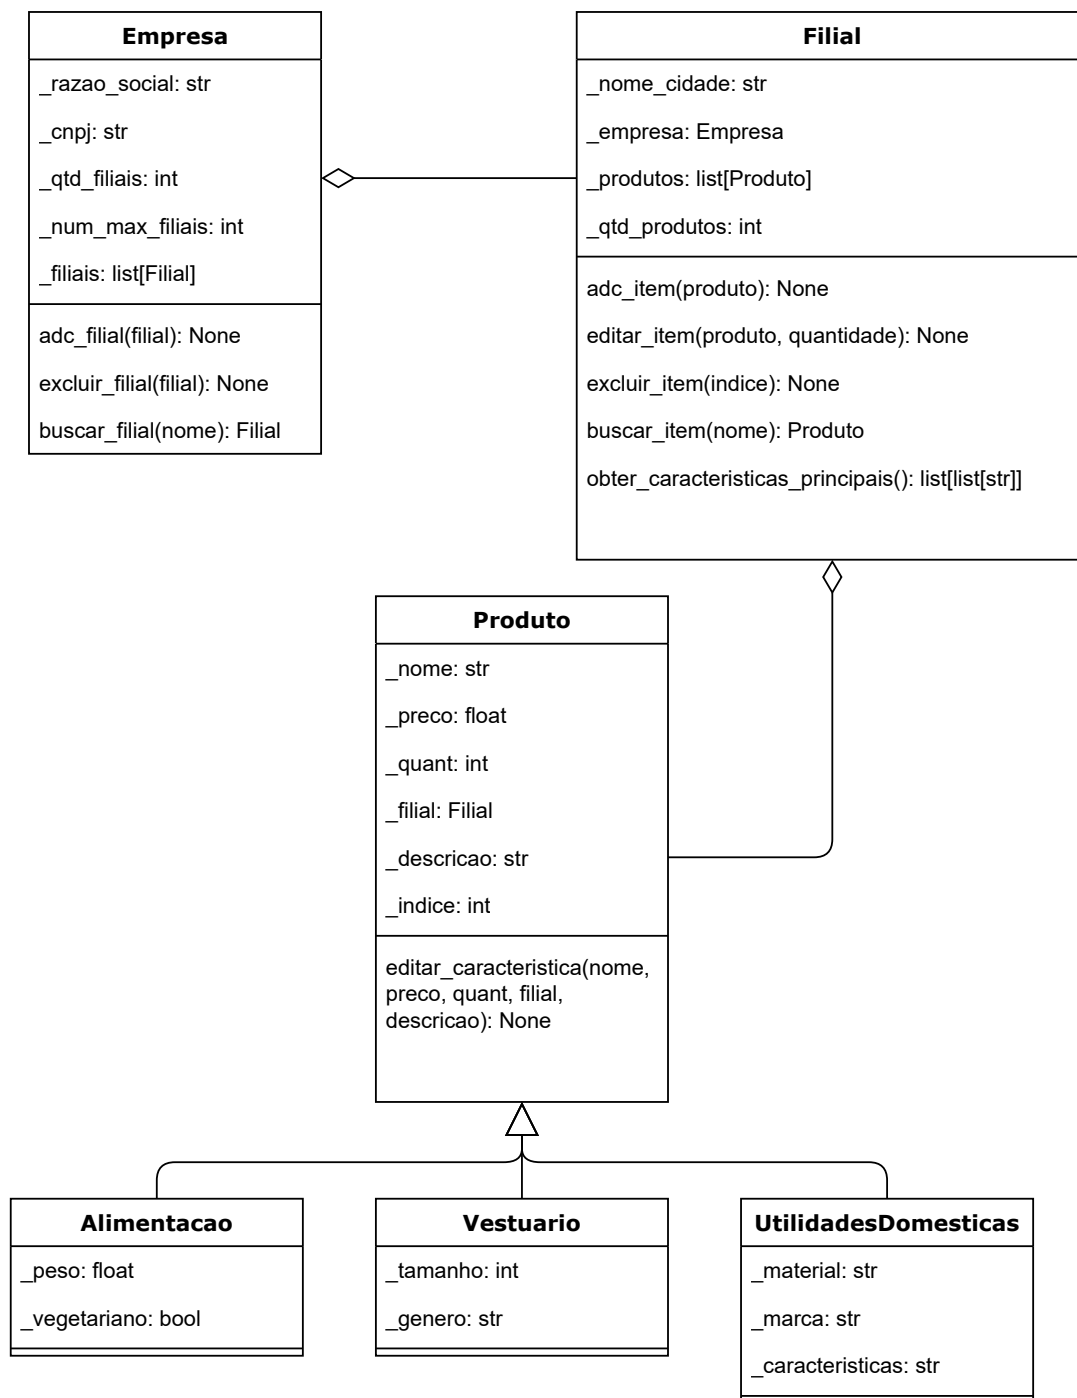 Empresa
_razao_social: str
_cnpj: str
_qtd_filiais: int
_num_max_filiais: int
_filiais: list[Filial]
adc_filial(filial): None
excluir_filial(filial): None
buscar_filial(nome): Filial
Filial
_nome_cidade: str
_empresa: Empresa
_produtos: list[Produto]
_qtd_produtos: int
adc_item(produto): None
editar_item(produto, quantidade): None
excluir_item(indice): None
buscar_item(nome): Produto
obter_caracteristicas_principais(): list[list[str]]
Produto
_nome: str
_preco: float
_quant: int
_filial: Filial
_descricao: str
_indice: int
editar_caracteristica(nome,
preco, quant, filial,
descricao): None
Alimentacao
_peso: float
_vegetariano: bool
Vestuario
_tamanho: int
_genero: str
UtilidadesDomesticas
_material: str
_marca: str
_caracteristicas: str